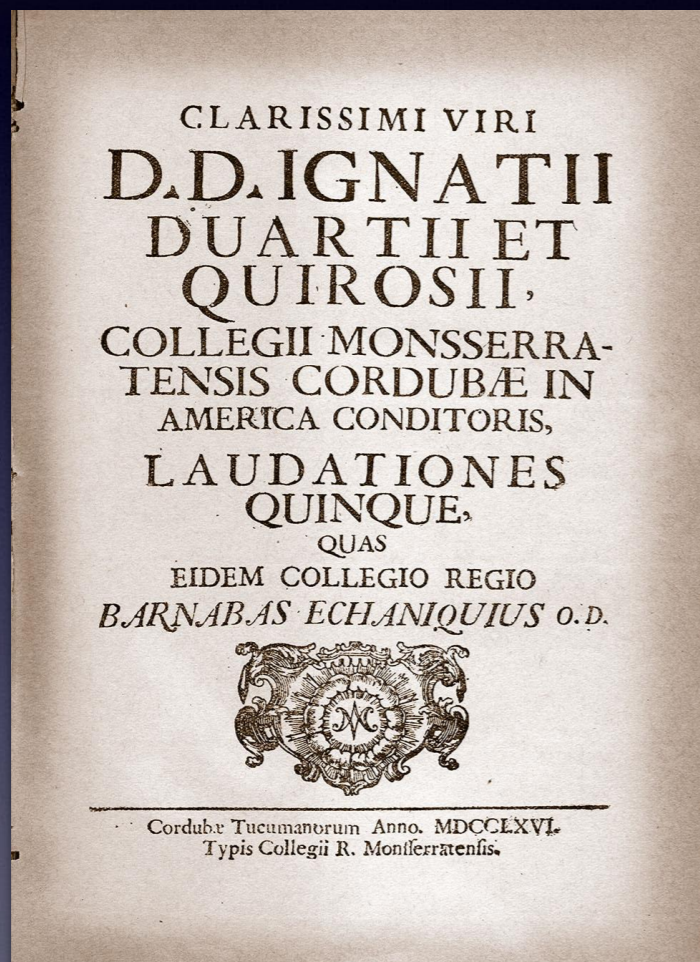 CLARISSIMI VIRI
D.D. IGNATII
DUARTII ET
QUIROSII,
COLLEGII MONSSERRA-
TENSIS CORDUBÆ IN
AMERICA CONDITORIS,
LAUDATIONES
QUINQUE,
QUAS
EIDEM COLLEGIO REGIO
BARNABAS ECHANIQUIUS O.D.
Cordubæ Tucumanorum Anno. MDCCLXVI.
Typis Collegii R. Monſſerratenſis.